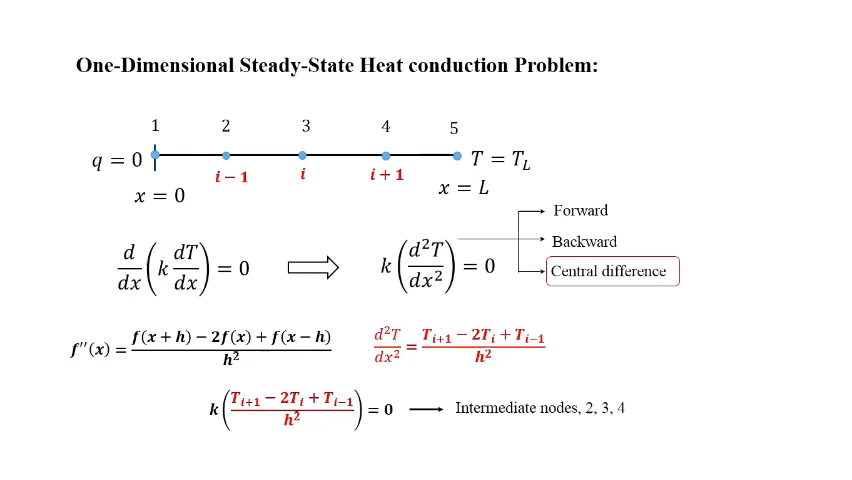 One-Dimensional Steady-State Heat conduction Problem:
1 2 3 4 5
q = 0 i − 1 i i + 1 T = T_L
x = 0 x = L
Forward
Backward
Central difference
d/dx (k dT/dx) = 0 k (d²T/dx²) = 0
f′′(x) = (f(x + h) − 2f(x) + f(x − h))/h² d²T/dx² = (T_{i+1} − 2T_i + T_{i−1})/h²
k ((T_{i+1} − 2T_i + T_{i−1})/h²) = 0 Intermediate nodes, 2, 3, 4